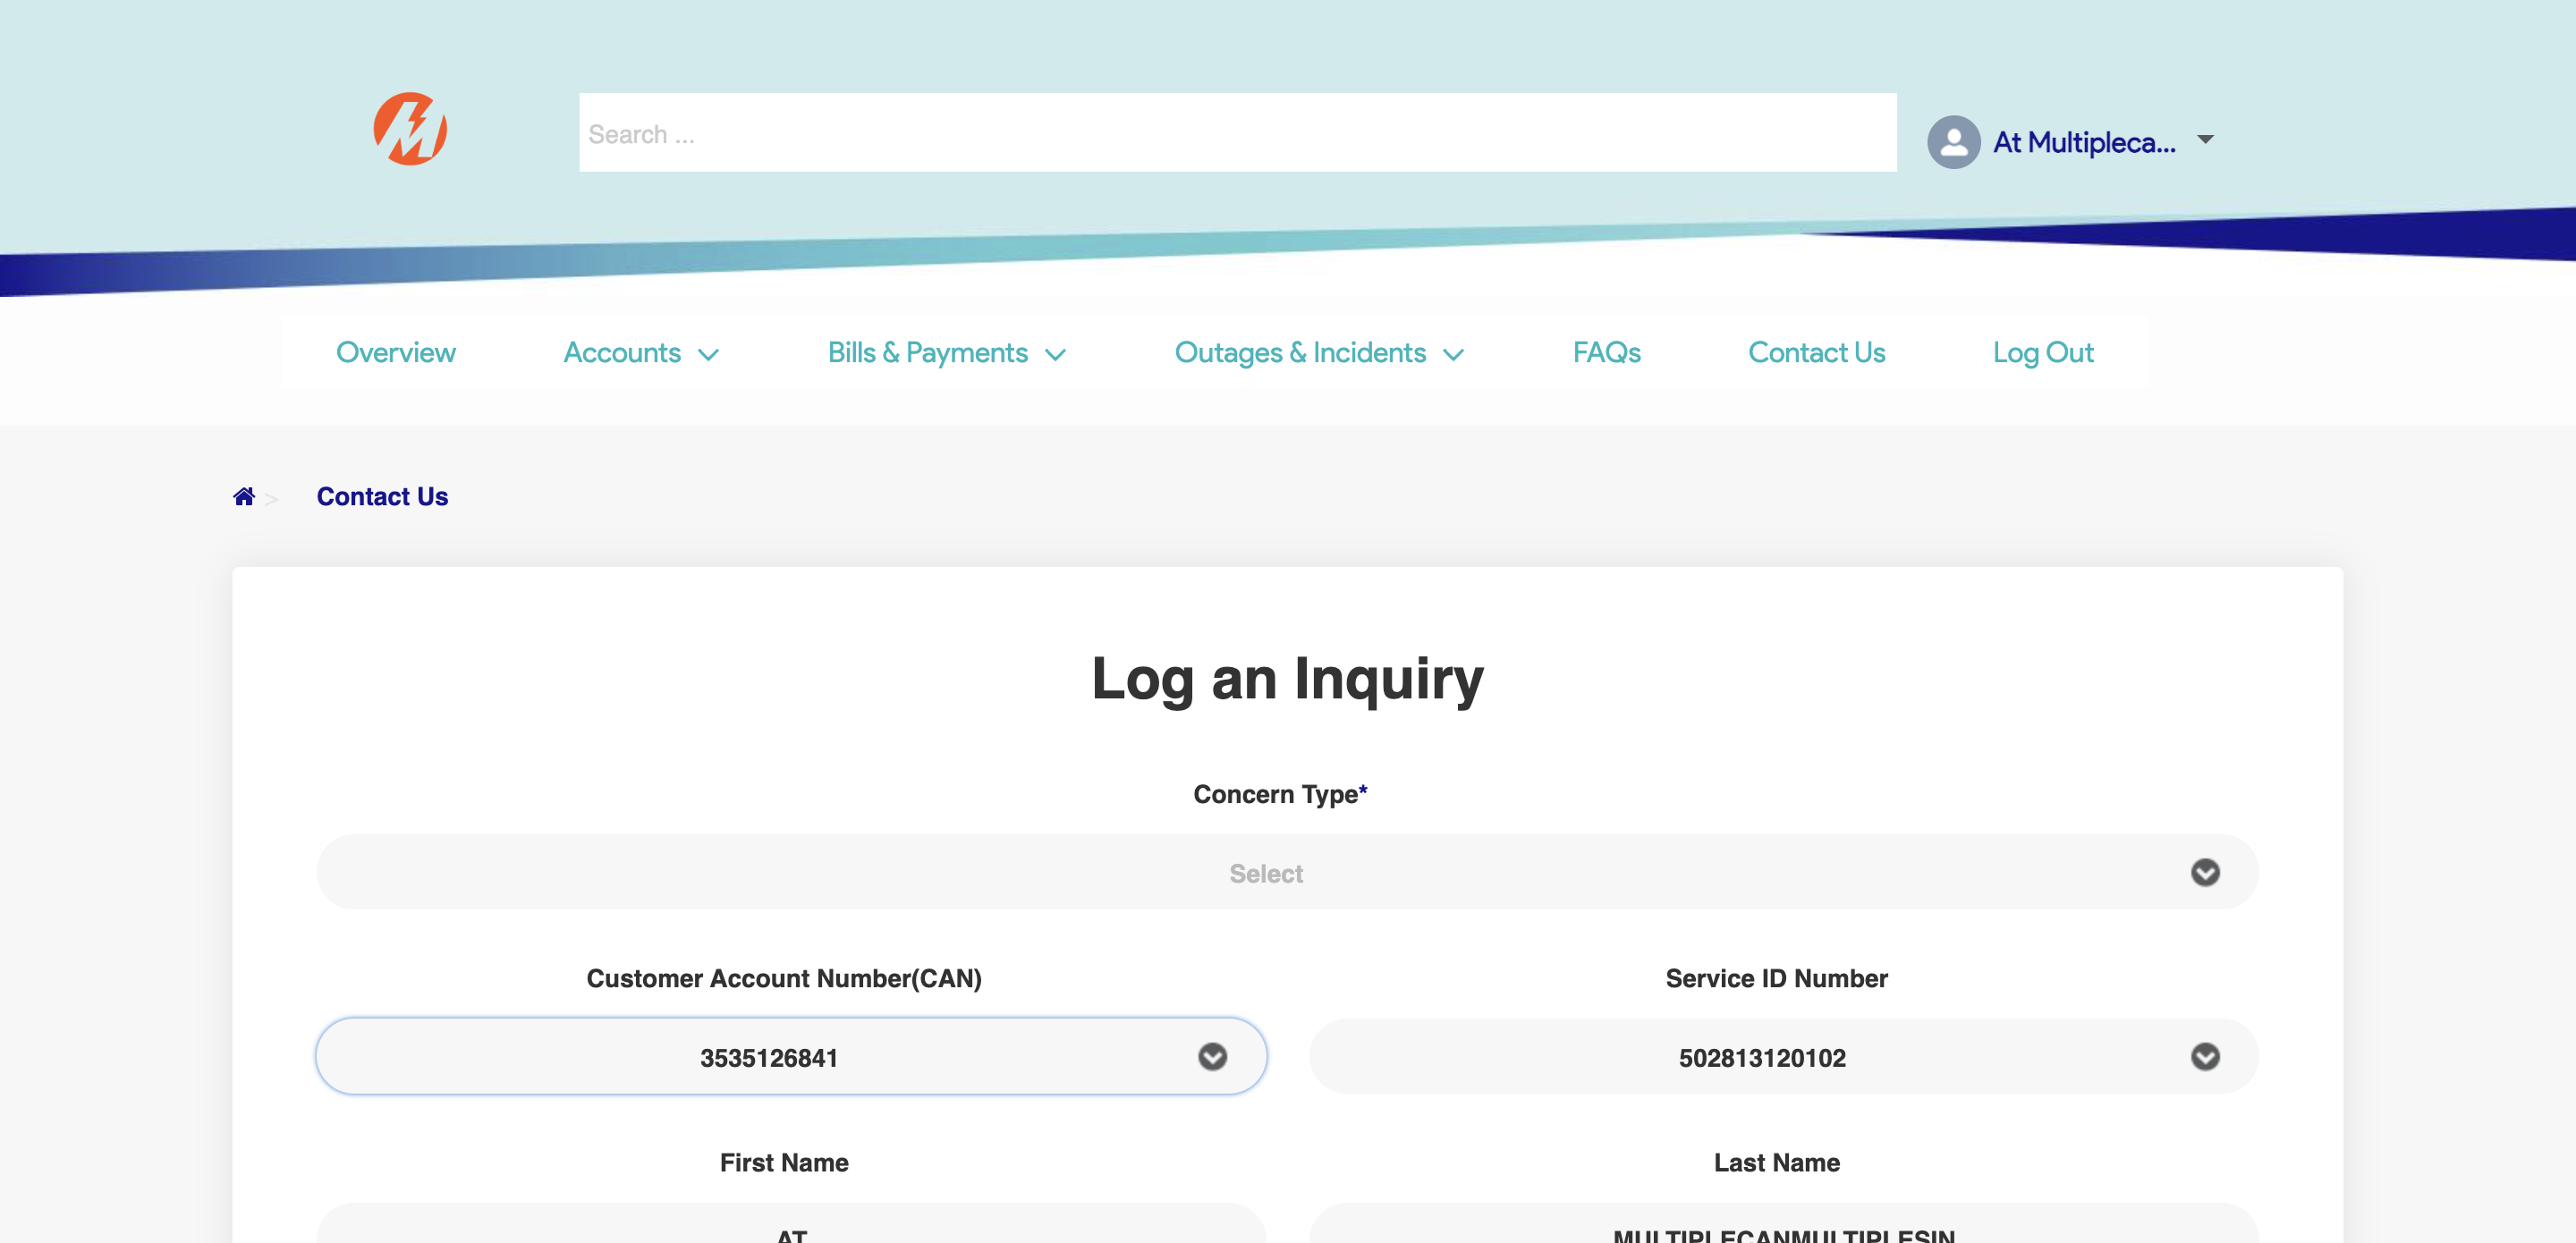 Search ...
At Multipleca...
Overview Accounts Bills & Payments Outages & Incidents FAQs Contact Us Log Out
> Contact Us
Log an Inquiry
Concern Type*
Select
Customer Account Number(CAN) Service ID Number
3535126841 502813120102
First Name Last Name
AT MULTIPLECANMULTIPLESIN